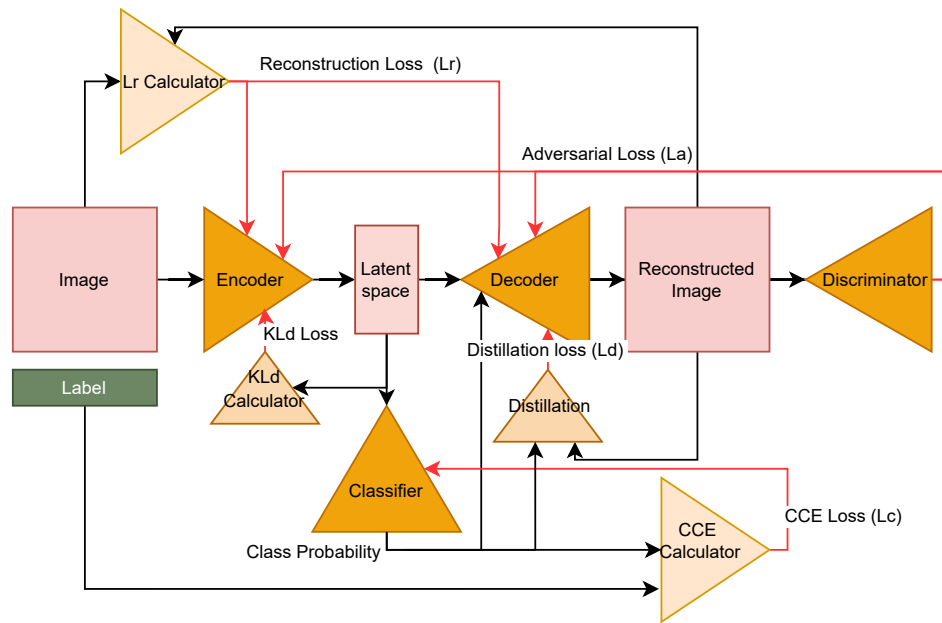 Lr Calculator
Reconstruction Loss  (Lr)
Adversarial Loss (La)
Image
Encoder
Latent
space
Decoder
Reconstructed
Image
Discriminator
KLd Loss
Distillation loss (Ld)
Label
KLd
Calculator
Distillation
Classifier
CCE Loss (Lc)
Class Probability
CCE
Calculator